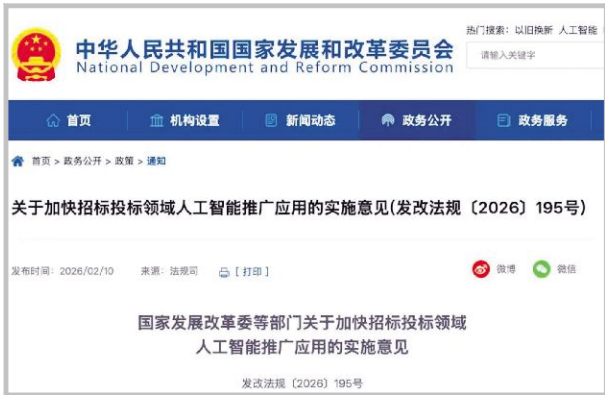 热门搜索：以旧换新 人工智能
中华人民共和国国家发展和改革委员会
National Development and Reform Commission
请输入关键字
首页 机构设置 新闻动态 政务公开 政务服务
首页 > 政务公开 > 政策 > 通知
关于加快招标投标领域人工智能推广应用的实施意见(发改法规〔2026〕195号)
发布时间：2026/02/10 来源：法规司 [ 打印 ] 微博 微信
国家发展改革委等部门关于加快招标投标领域
人工智能推广应用的实施意见
发改法规〔2026〕195号